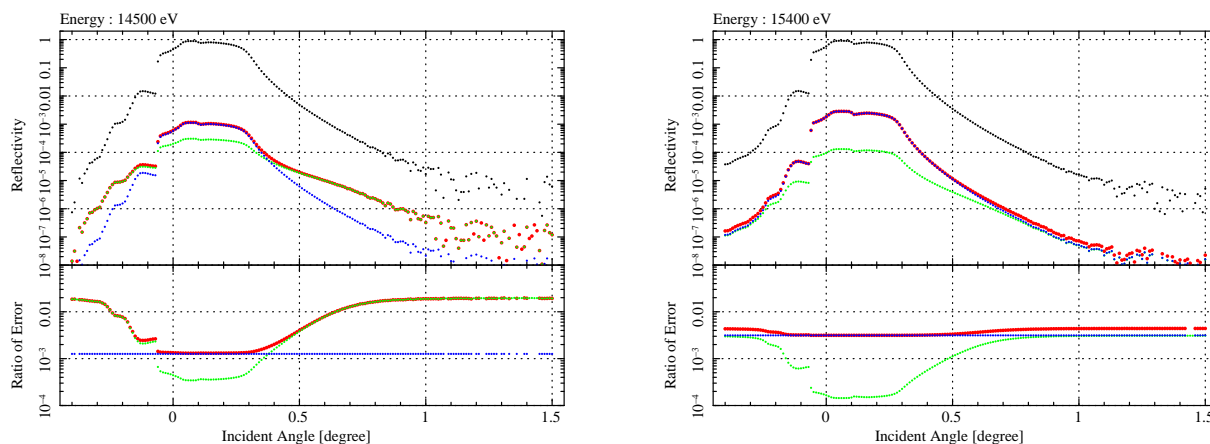 Energy : 14500 eV
1
0.1
0.01
10⁻³
10⁻⁴
10⁻⁵
10⁻⁶
10⁻⁷
10⁻⁸
Reflectivity
0.01
10⁻³
10⁻⁴
Ratio of Error
0 0.5 1 1.5
Incident Angle [degree]
Energy : 15400 eV
1
0.1
0.01
10⁻³
10⁻⁴
10⁻⁵
10⁻⁶
10⁻⁷
10⁻⁸
Reflectivity
0.01
10⁻³
10⁻⁴
Ratio of Error
0 0.5 1 1.5
Incident Angle [degree]